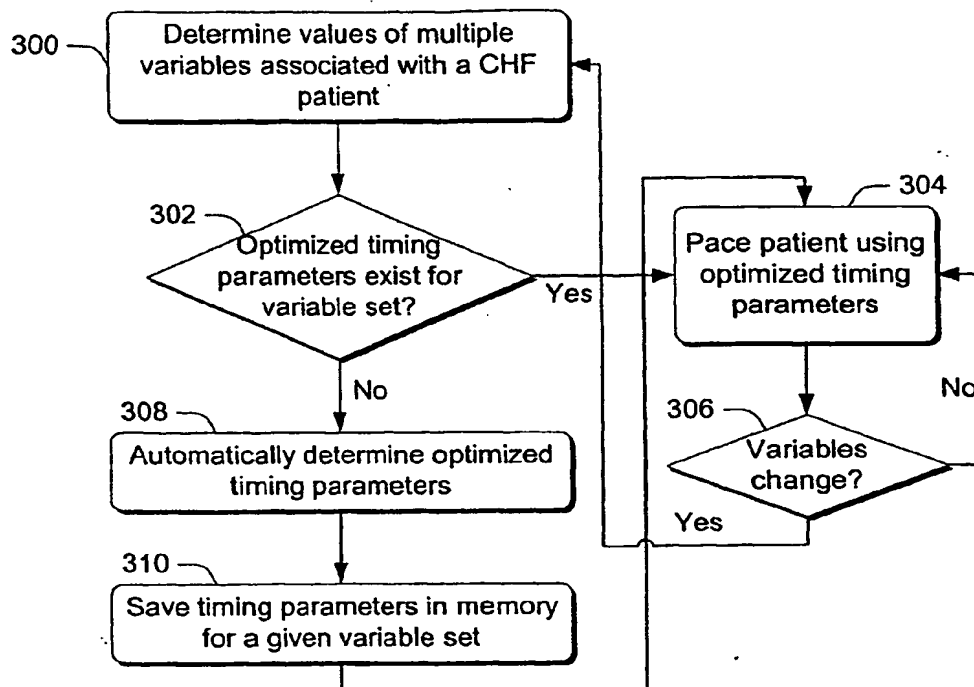 300
Determine values of multiple
variables associated with a CHF
patient
302
Optimized timing
parameters exist for
variable set?
Yes
No
304
Pace patient using
optimized timing
parameters
306
Variables
change?
No
Yes
308
Automatically determine optimized
timing parameters
310
Save timing parameters in memory
for a given variable set